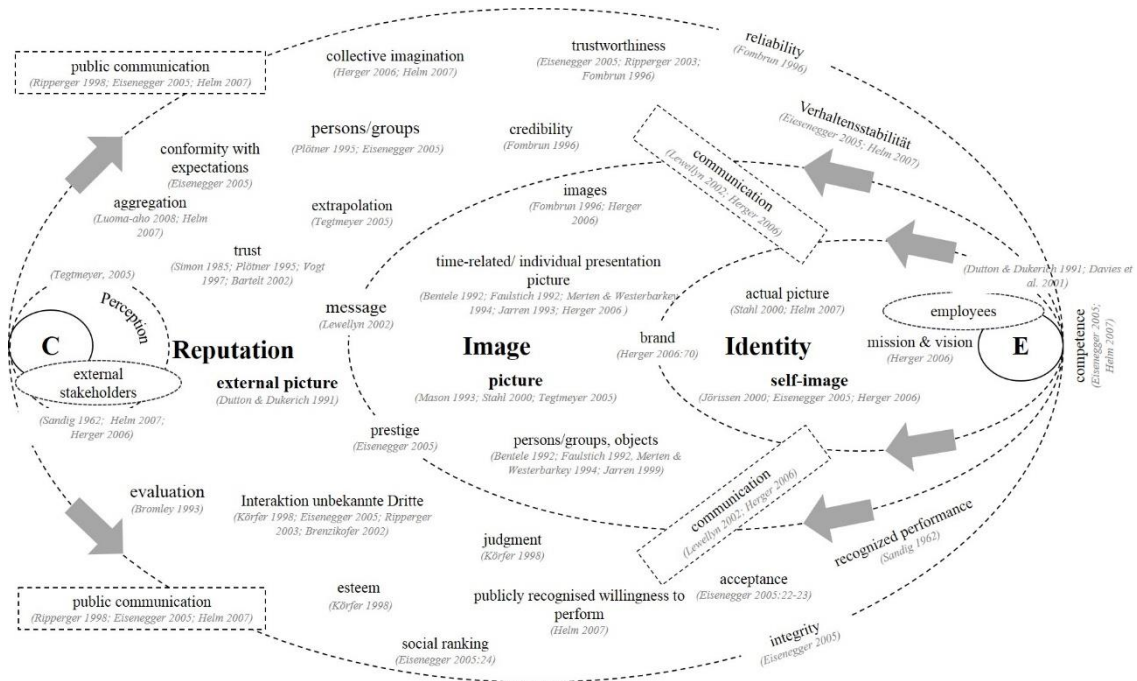 public communication
(Ripperger 1998; Eisenegger 2005; Helm 2007)
collective imagination
(Herger 2006; Helm 2007)
trustworthiness
(Eisenegger 2005; Ripperger 2003;
Fombrun 1996)
reliability
(Fombrun 1996)
conformity with
expectations
(Eisenegger 2005)
persons/groups
(Plötner 1995; Eisenegger 2005)
credibility
(Fombrun 1996)
communication
(Lewellyn 2002; Herger 2006)
Verhaltensstabilität
(Eiesenegger 2005; Helm 2007)
aggregation
(Luoma-aho 2008; Helm
2007)
extrapolation
(Tegtmeyer 2005)
images
(Fombrun 1996; Herger
2006)
trust
(Simon 1985; Plötner 1995; Vogt
1997; Bartelt 2002)
time-related/ individual presentation
picture
(Bentele 1992; Faulstich 1992; Merten & Westerbarkey
1994; Jarren 1993; Herger 2006 )
actual picture
(Stahl 2000; Helm 2007)
(Dutton & Dukerich 1991; Davies et
al. 2001)
(Tegtmeyer, 2005)
Perception
message
(Lewellyn 2002)
employees
C
Reputation
Image
brand
(Herger 2006:70)
Identity
mission & vision
(Herger 2006)
E
competence
(Eisenegger 2005;
Helm 2007)
external
stakeholders
external picture
(Dutton & Dukerich 1991)
picture
(Mason 1993; Stahl 2000; Tegtmeyer 2005)
self-image
(Jörissen 2000; Eisenegger 2005; Herger 2006)
(Sandig 1962; Helm 2007;
Herger 2006)
prestige
(Eisenegger 2005)
persons/groups, objects
(Bentele 1992; Faulstich 1992, Merten &
Westerbarkey 1994; Jarren 1999)
communication
(Lewellyn 2002; Herger 2006)
evaluation
(Bromley 1993)
Interaktion unbekannte Dritte
(Körfer 1998; Eisenegger 2005; Ripperger
2003; Brenzikofer 2002)
judgment
(Körfer 1998)
recognized performance
(Sandig 1962)
public communication
(Ripperger 1998; Eisenegger 2005; Helm 2007)
esteem
(Körfer 1998)
publicly recognised willingness to
perform
(Helm 2007)
acceptance
(Eisenegger 2005:22-23)
social ranking
(Eisenegger 2005:24)
integrity
(Eisenegger 2005)